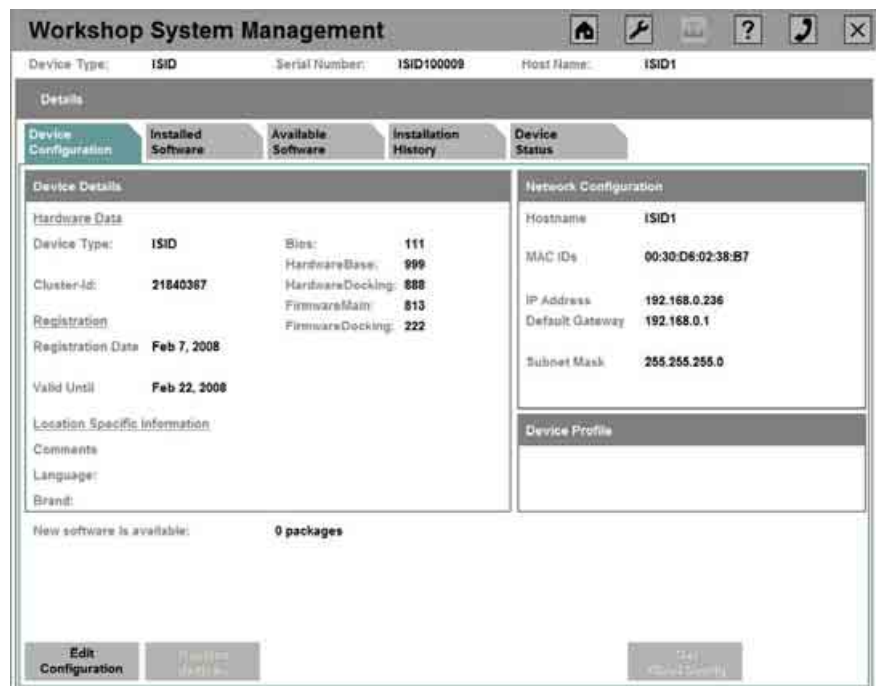 Workshop System Management
?
Device Type: ISID Serial Number: ISID100009 Host Name: ISID1
Details
Device Configuration
Installed Software
Available Software
Installation History
Device Status
Device Details
Hardware Data
Device Type: ISID
Cluster-Id: 21840367
Registration
Registration Date Feb 7, 2008
Valid Until Feb 22, 2008
Location Specific Information
Comments
Language:
Brand:
Bios: 111
HardwareBase: 999
HardwareDocking: 888
FirmwareMain: 813
FirmwareDocking: 222
Network Configuration
Hostname ISID1
MAC IDs 00:30:D6:02:38:B7
IP Address 192.168.0.236
Default Gateway 192.168.0.1
Subnet Mask 255.255.255.0
Device Profile
New software is available: 0 packages
Edit
Configuration